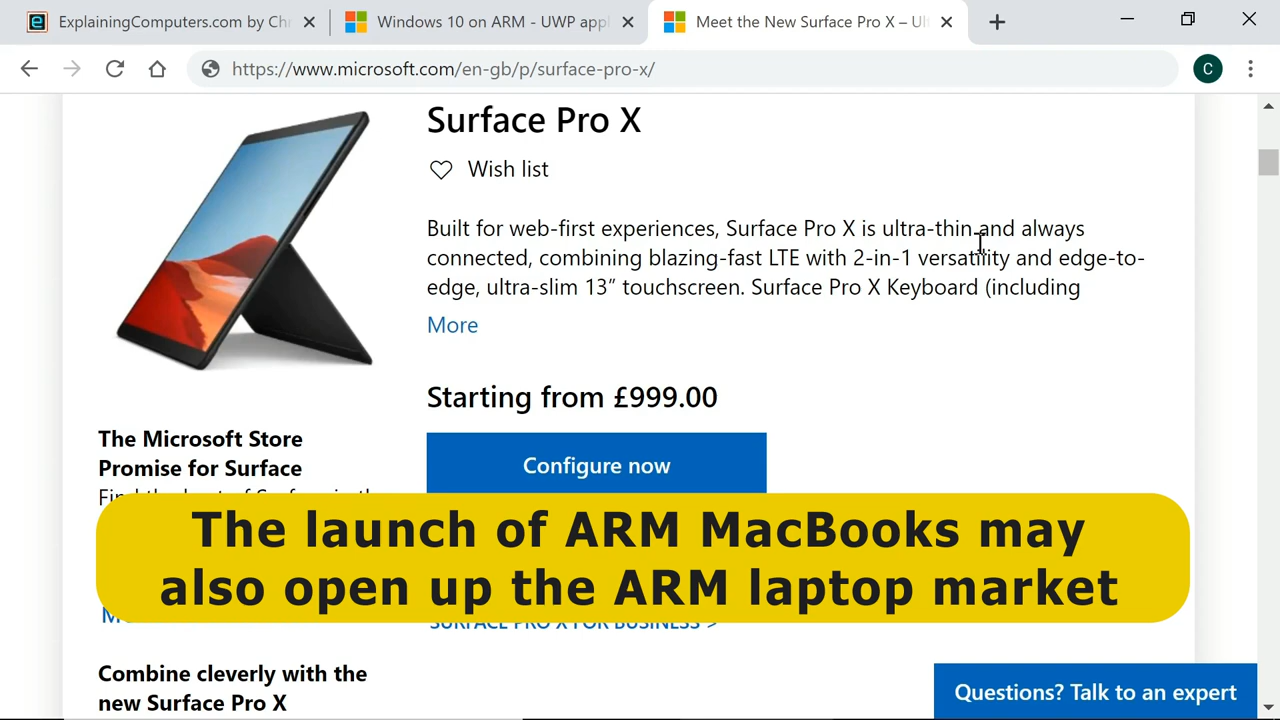 ExplainingComputers.com by Ch
Windows 10 on ARM - UWP app
Meet the New Surface Pro X – Ul
https://www.microsoft.com/en-gb/p/surface-pro-x/
C
Surface Pro X
Wish list
Built for web-first experiences, Surface Pro X is ultra-thin and always
connected, combining blazing-fast LTE with 2-in-1 versatility and edge-to-
edge, ultra-slim 13” touchscreen. Surface Pro X Keyboard (including
More
Starting from £999.00
Configure now
The Microsoft Store
Promise for Surface
The launch of ARM MacBooks may
also open up the ARM laptop market
SURFACE PRO X FOR BUSINESS >
Combine cleverly with the
new Surface Pro X
Questions? Talk to an expert